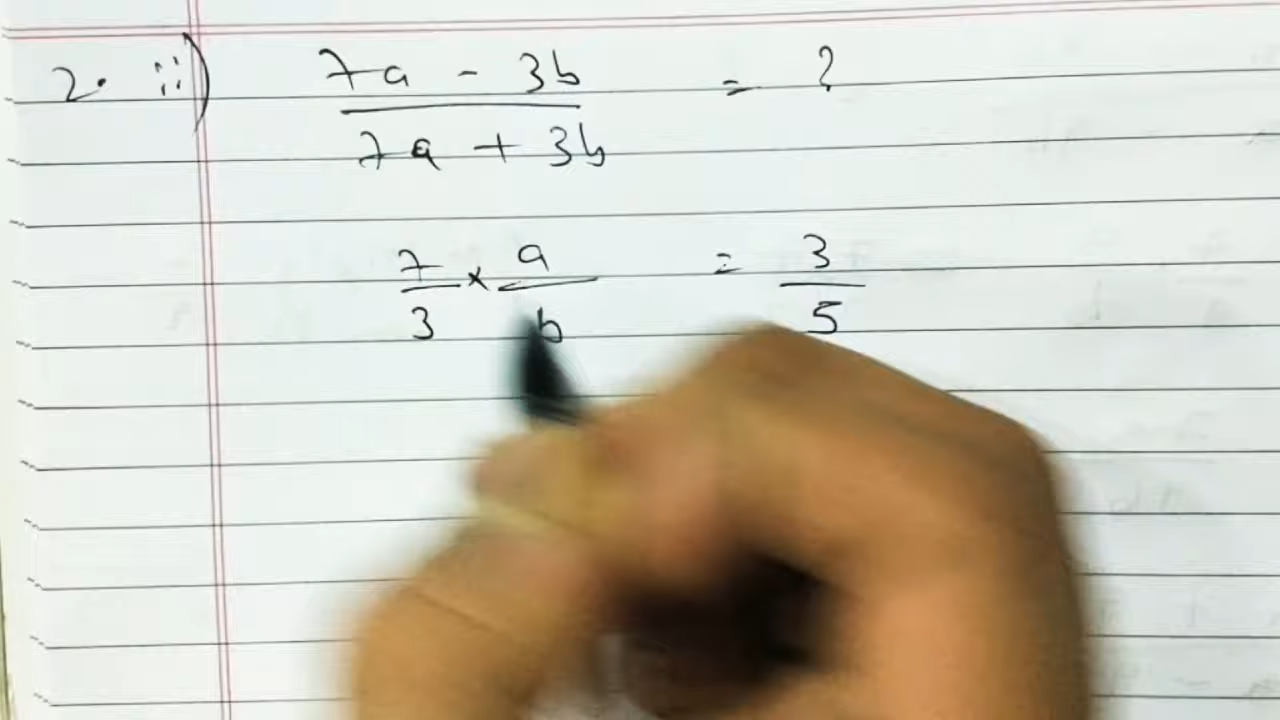 2. ii) 7a - 3b = ?
7a + 3b
7 × a = 3
3 b 5